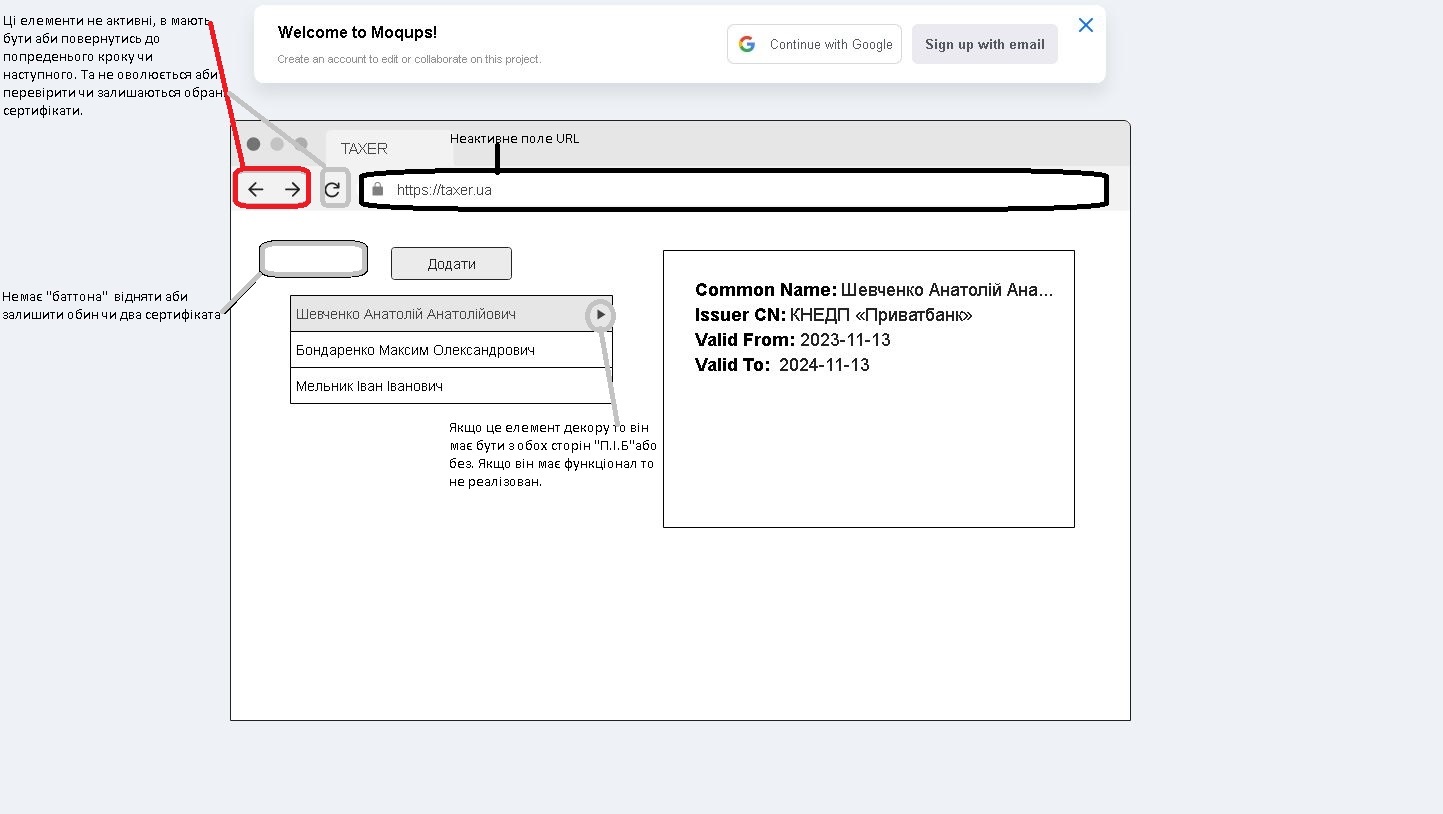 Ці елементи не активні, в мають
бути аби повернутись до
попреденього кроку чи
наступного. Та не оволюється аби
перевірити чи залишаються обран
сертифікати.
Welcome to Moqups!
Create an account to edit or collaborate on this project.
Continue with Google
Sign up with email
TAXER
Неактивне поле URL
https://taxer.ua
Додати
Немає "баттона" відняти аби
залишити обин чи два сертифіката
Шевченко Анатолій Анатолійович
Бондаренко Максим Олександрович
Мельник Іван Іванович
Якщо це елемент декору то він
має бути з обох сторін "П.І.Б"або
без. Якщо він має функціонал то
не реалізован.
Common Name: Шевченко Анатолій Ана...
Issuer CN: КНЕДП «Приватбанк»
Valid From: 2023-11-13
Valid To: 2024-11-13